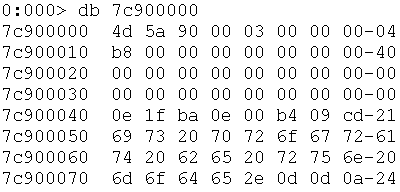 0:000> db 7c900000
7c900000  4d 5a 90 00 03 00 00 00-04
7c900010  b8 00 00 00 00 00 00 00-40
7c900020  00 00 00 00 00 00 00 00-00
7c900030  00 00 00 00 00 00 00 00-00
7c900040  0e 1f ba 0e 00 b4 09 cd-21
7c900050  69 73 20 70 72 6f 67 72-61
7c900060  74 20 62 65 20 72 75 6e-20
7c900070  6d 6f 64 65 2e 0d 0d 0a-24